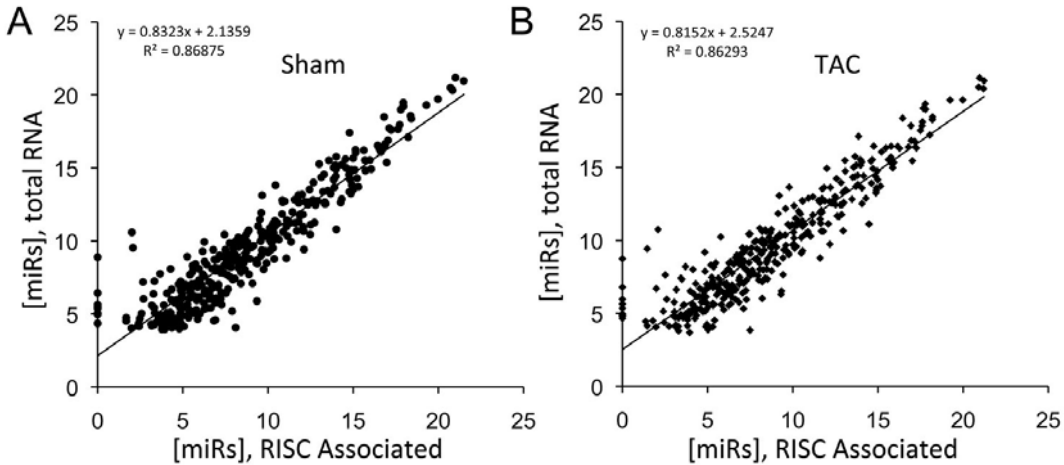 A
y = 0.8323x + 2.1359
R² = 0.86875
Sham
25
20
15
10
5
0
[miRs], total RNA
0 5 10 15 20 25
[miRs], RISC Associated
B
y = 0.8152x + 2.5247
R² = 0.86293
TAC
25
20
15
10
5
0
[miRs], total RNA
0 5 10 15 20 25
[miRs], RISC Associated